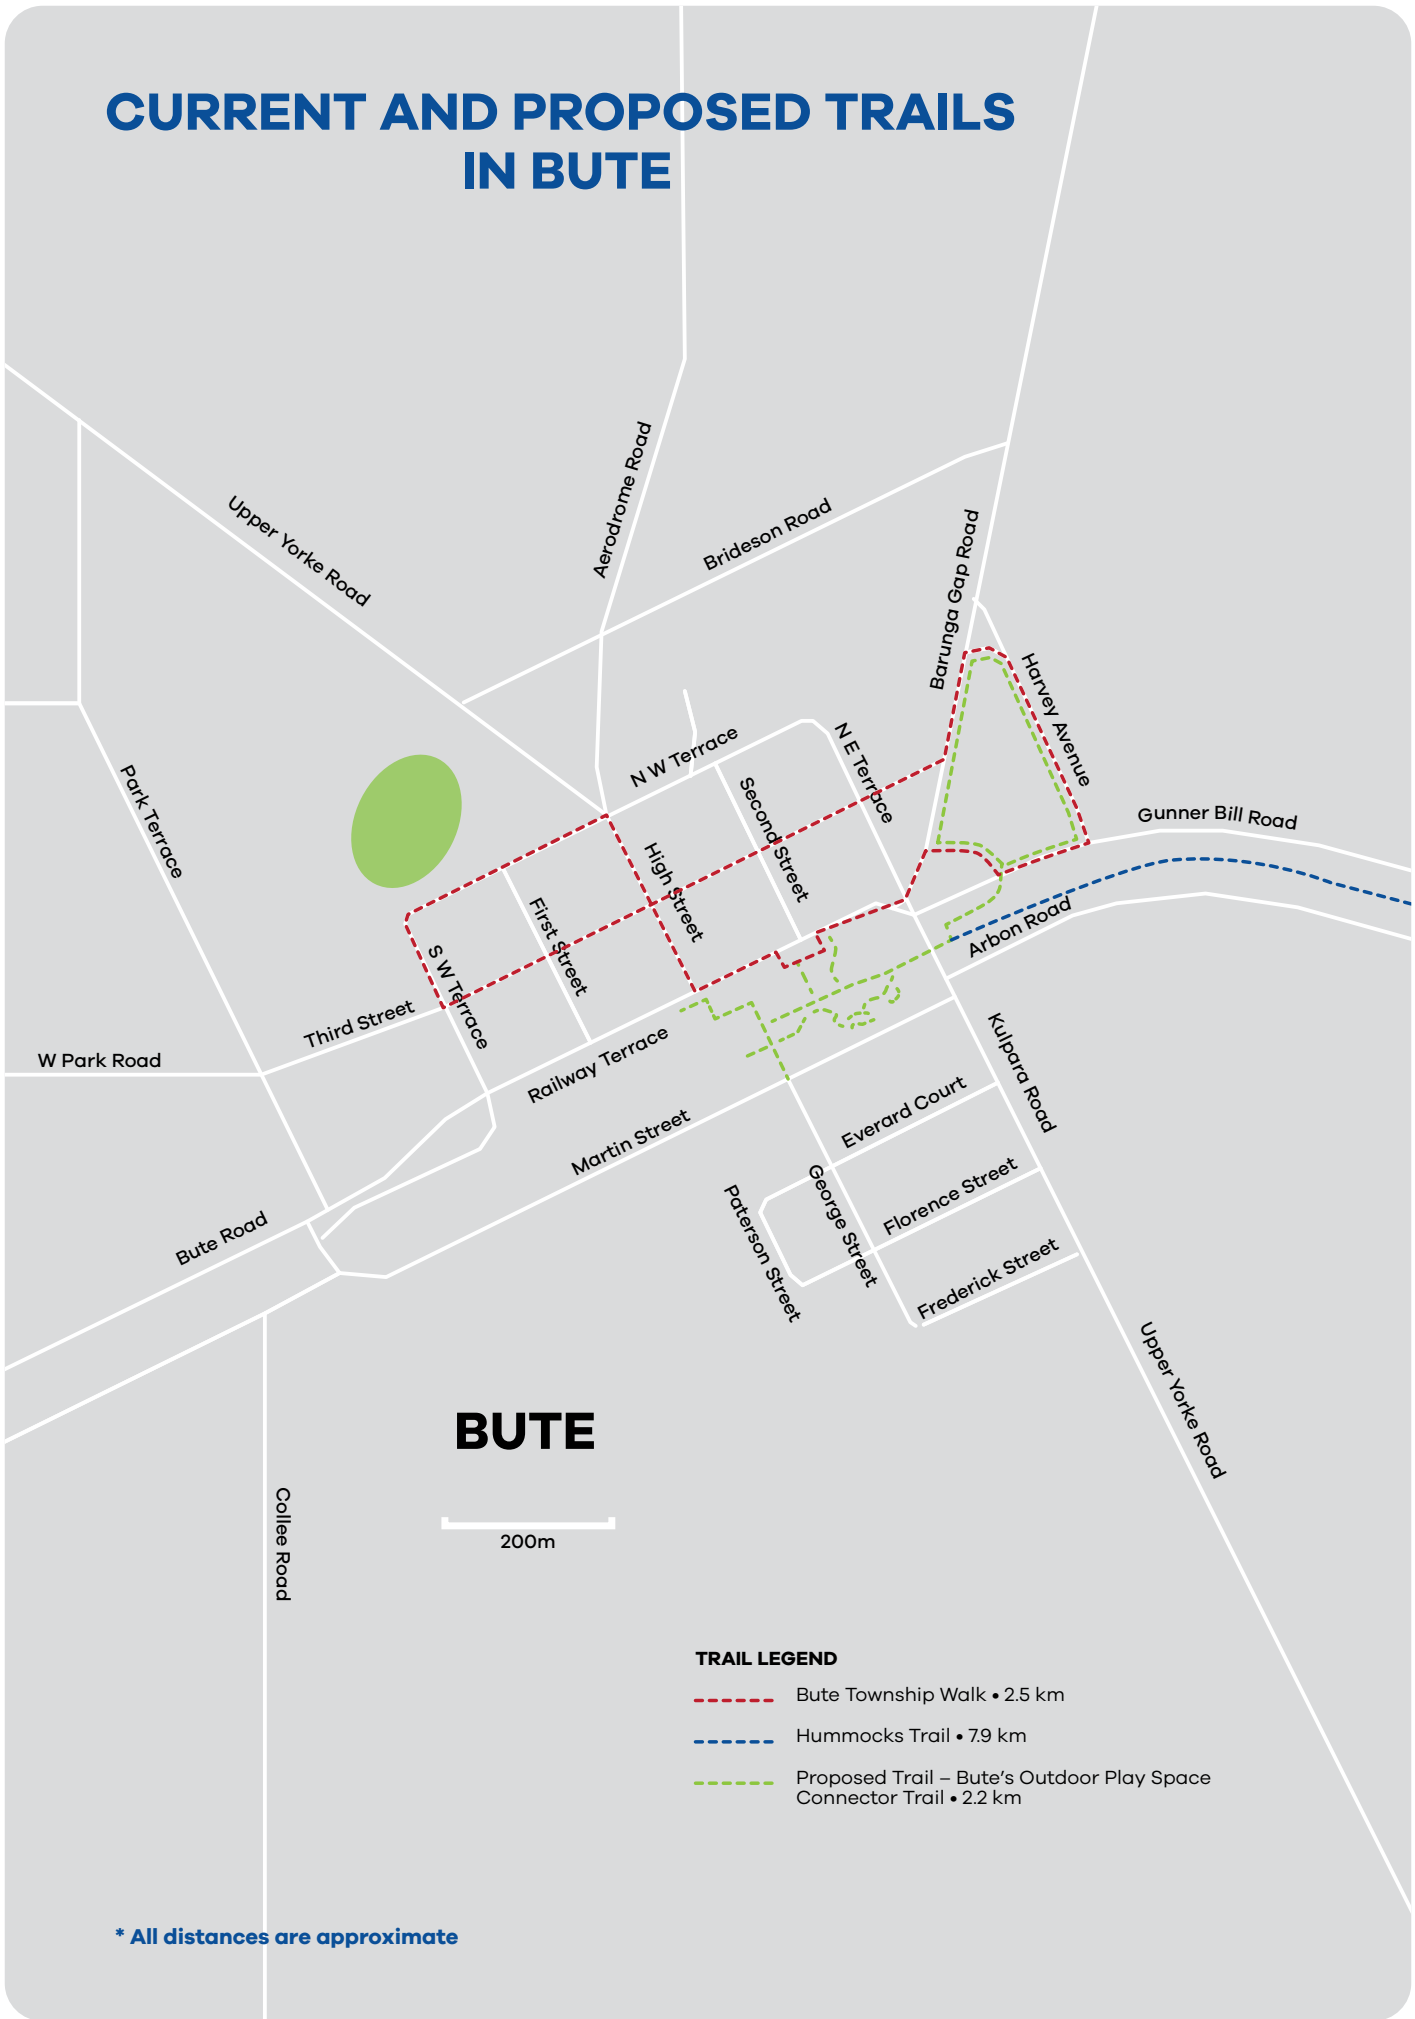 CURRENT AND PROPOSED TRAILS
IN BUTE
Upper Yorke Road
Aerodrome Road
Brideson Road
Barunga Gap Road
Harvey Avenue
N W Terrace
N E Terrace
Park Terrace
Second Street
Gunner Bill Road
High Street
First Street
Arbon Road
S W Terrace
Third Street
W Park Road
Railway Terrace
Kulpara Road
Everard Court
Martin Street
George Street
Florence Street
Paterson Street
Bute Road
Frederick Street
Upper Yorke Road
BUTE
Collee Road
200m
TRAIL LEGEND
Bute Township Walk • 2.5 km
Hummocks Trail • 7.9 km
Proposed Trail – Bute’s Outdoor Play Space
Connector Trail • 2.2 km
* All distances are approximate